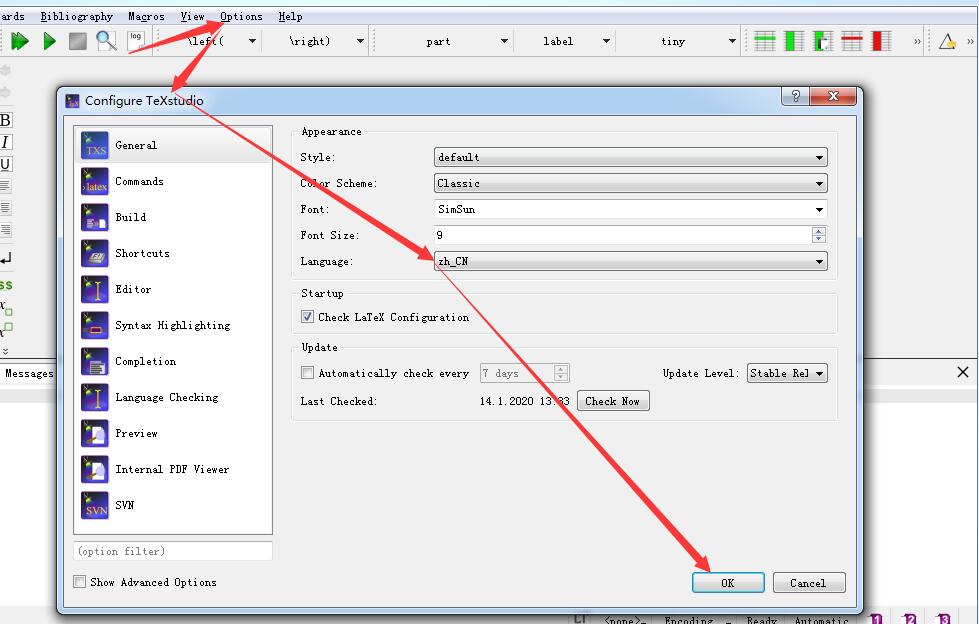 ards Bibliography Macros View Options Help
log \left( \right) part label tiny
Configure TeXstudio
B
I
U
Messages
TXS General
latex Commands
Build
Shortcuts
Editor
Syntax Highlighting
Completion
Language Checking
Preview
Internal PDF Viewer
SVN SVN
(option filter)
Show Advanced Options
Appearance
Style: default
Color Scheme: Classic
Font: SimSun
Font Size: 9
Language: zh_CN
Startup
Check LaTeX Configuration
Update
Automatically check every 7 days Update Level: Stable Rel
Last Checked: 14.1.2020 13:33 Check Now
OK Cancel
LT <none> Encoding Ready Automatic 1 2 3